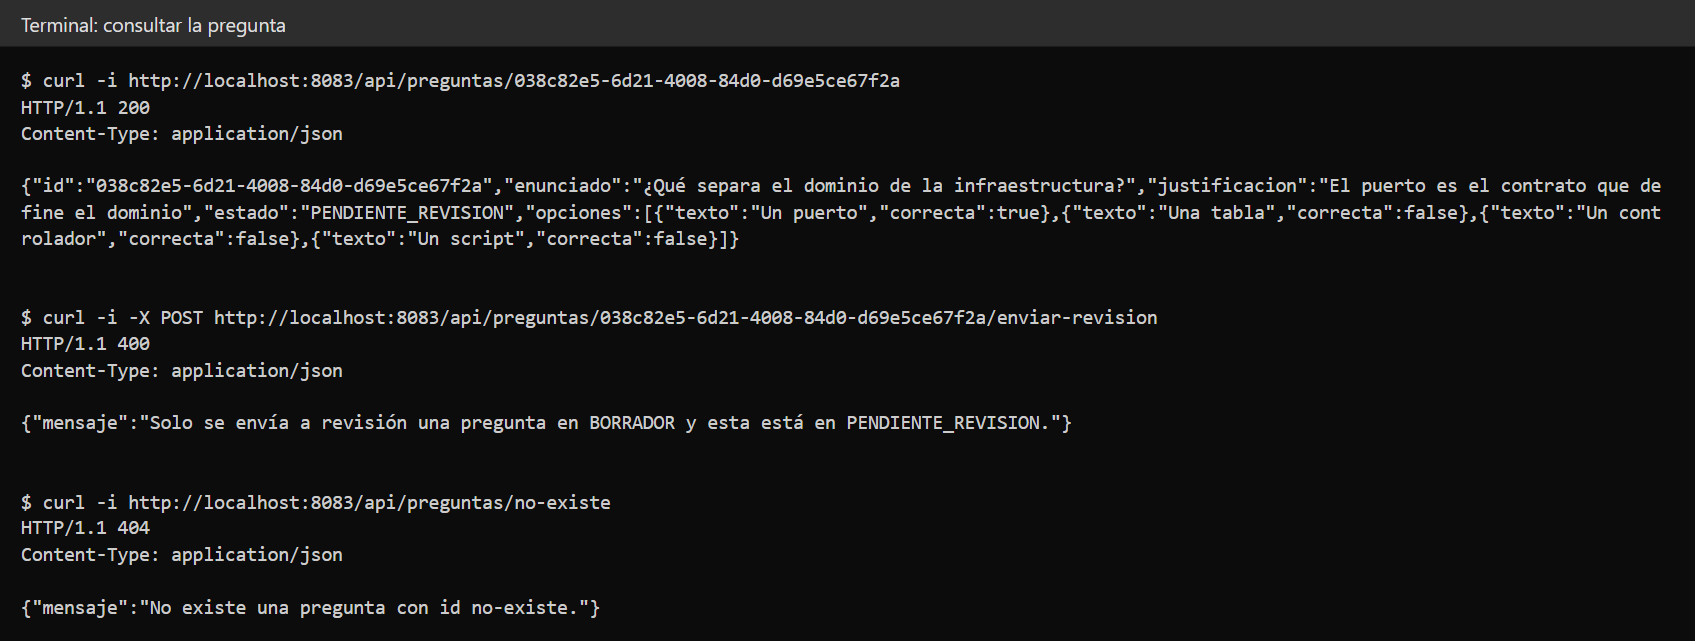 Terminal: consultar la pregunta
$ curl -i http://localhost:8083/api/preguntas/038c82e5-6d21-4008-84d0-d69e5ce67f2a
HTTP/1.1 200
Content-Type: application/json
{"id":"038c82e5-6d21-4008-84d0-d69e5ce67f2a","enunciado":"¿Qué separa el dominio de la infraestructura?","justificacion":"El puerto es el contrato que de
fine el dominio","estado":"PENDIENTE_REVISION","opciones":[{"texto":"Un puerto","correcta":true},{"texto":"Una tabla","correcta":false},{"texto":"Un cont
rolador","correcta":false},{"texto":"Un script","correcta":false}]}
$ curl -i -X POST http://localhost:8083/api/preguntas/038c82e5-6d21-4008-84d0-d69e5ce67f2a/enviar-revision
HTTP/1.1 400
Content-Type: application/json
{"mensaje":"Solo se envía a revisión una pregunta en BORRADOR y esta está en PENDIENTE_REVISION."}
$ curl -i http://localhost:8083/api/preguntas/no-existe
HTTP/1.1 404
Content-Type: application/json
{"mensaje":"No existe una pregunta con id no-existe."}